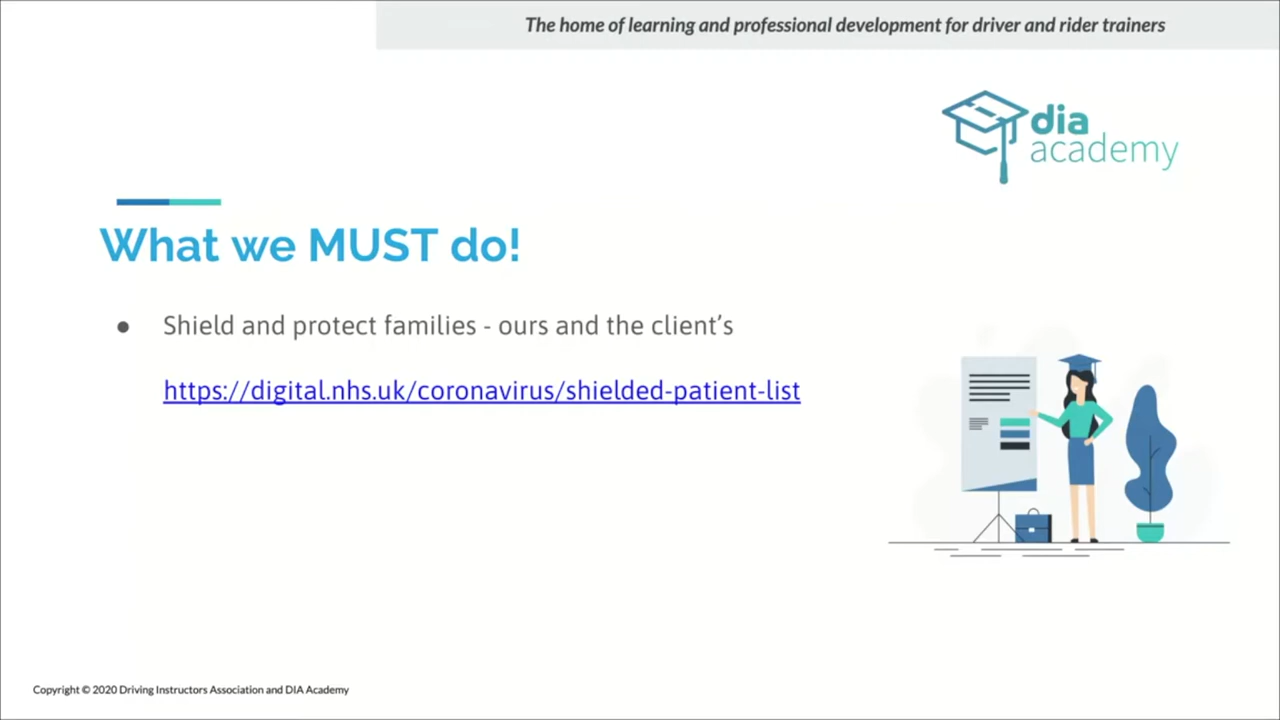 The home of learning and professional development for driver and rider trainers
dia
academy
What we MUST do!
● Shield and protect families - ours and the client’s
https://digital.nhs.uk/coronavirus/shielded-patient-list
Copyright © 2020 Driving Instructors Association and DIA Academy